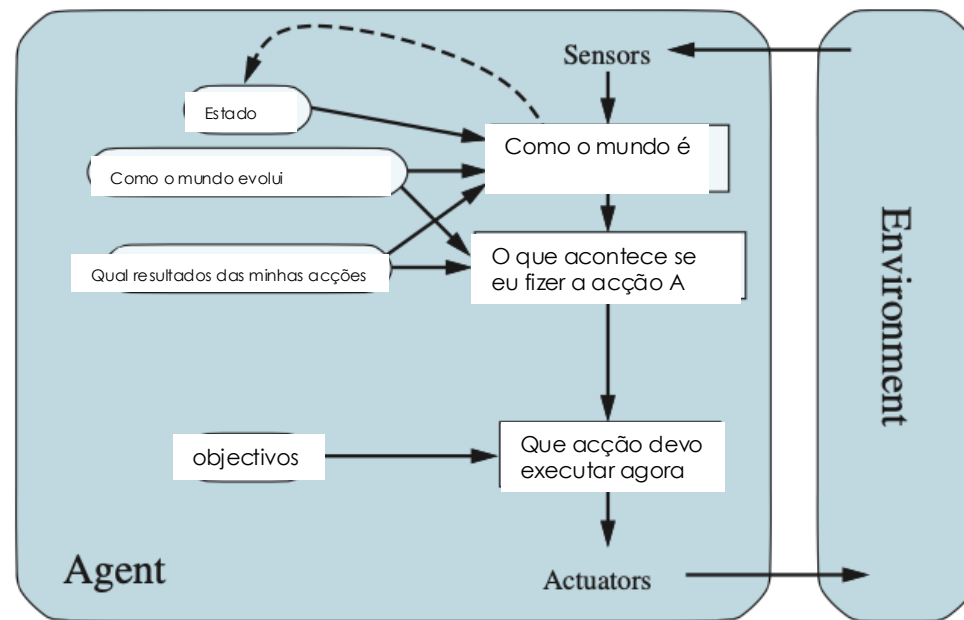 Sensors
Estado
Como o mundo é
Como o mundo evolui
Qual resultados das minhas acções
O que acontece se
eu fizer a acção A
objectivos
Que acção devo
executar agora
Agent
Actuators
Environment